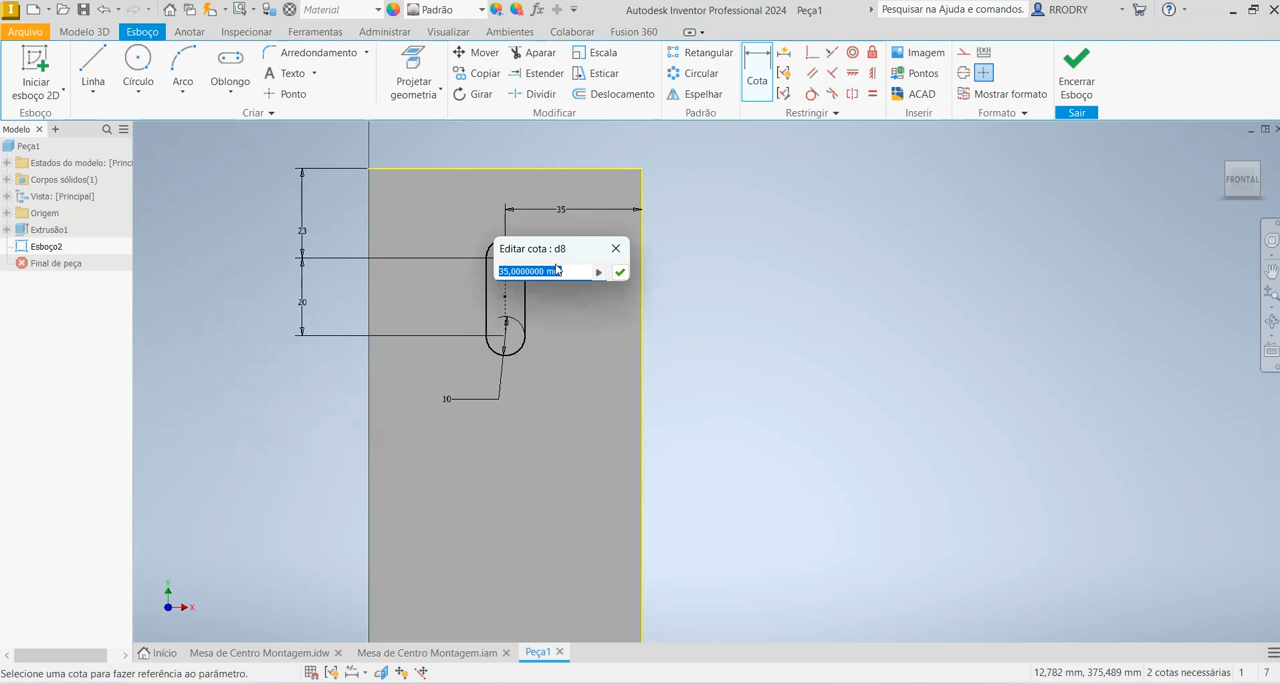 Material
Padrão
Autodesk Inventor Professional 2024 Peça1
Pesquisar na Ajuda e comandos.
RRODRY
Arquivo Modelo 3D Esboço Anotar Inspecionar Ferramentas Administrar Visualizar Ambientes Colaborar Fusion 360
Iniciar
esboço 2D
Esboço
Linha
Círculo
Arco
Oblongo
Arredondamento
Texto
Ponto
Criar
Projetar
geometria
Mover Aparar Escala
Copiar Estender Esticar
Girar Dividir Deslocamento
Modificar
Retangular
Circular
Espelhar
Padrão
Cota
Restringir
Imagem
Pontos
ACAD
Inserir
Mostrar formato
Formato
Encerrar
Esboço
Sair
Modelo
Peça1
Estados do modelo: [Princ
Corpos sólidos(1)
Vista: [Principal]
Origem
Extrusão1
Esboço2
Final de peça
FRONTAL
35
23
20
10
Editar cota : d8
35,0000000 m
Y
X
Início Mesa de Centro Montagem.idw Mesa de Centro Montagem.iam Peça1
Selecione uma cota para fazer referência ao parâmetro.
12,782 mm, 375,489 mm 2 cotas necessárias 1 7